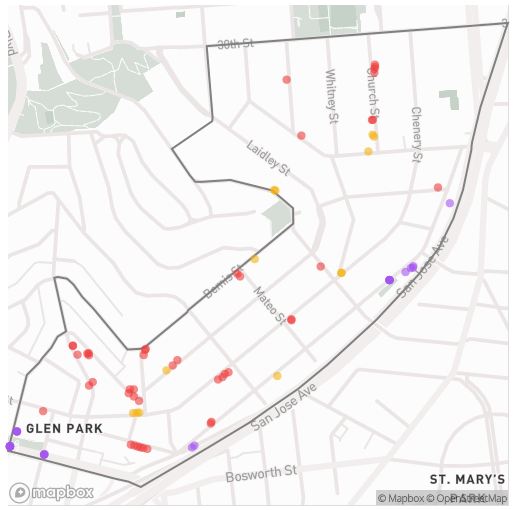 30th St
Blvd
Whitney St
Church St
Chenery St
Laidley St
San Jose Ave
Bemis St
Mateo St
San Jose Ave
GLEN PARK
Bosworth St
ST. MARY'S
PARK
mapbox
© Mapbox © OpenStreetMap